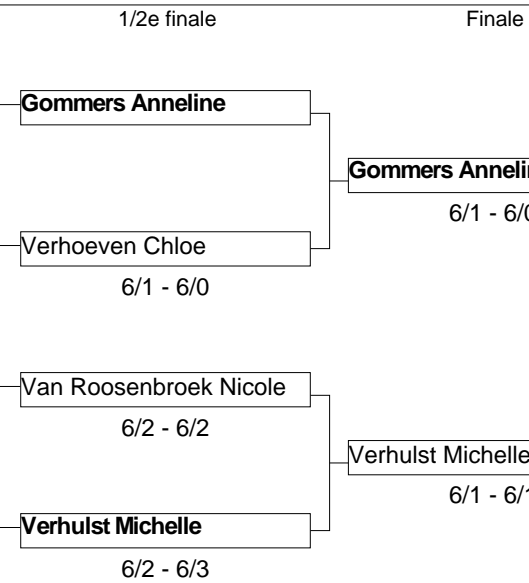 1/2e finale
Finale
Gommers Anneline
Gommers
6/1 -
Verhoeven Chloe
6/1 - 6/0
Van Roosenbroek Nicole
6/2 - 6/2
Verhulst Michelle
6/1 -
Verhulst Michelle
6/2 - 6/3